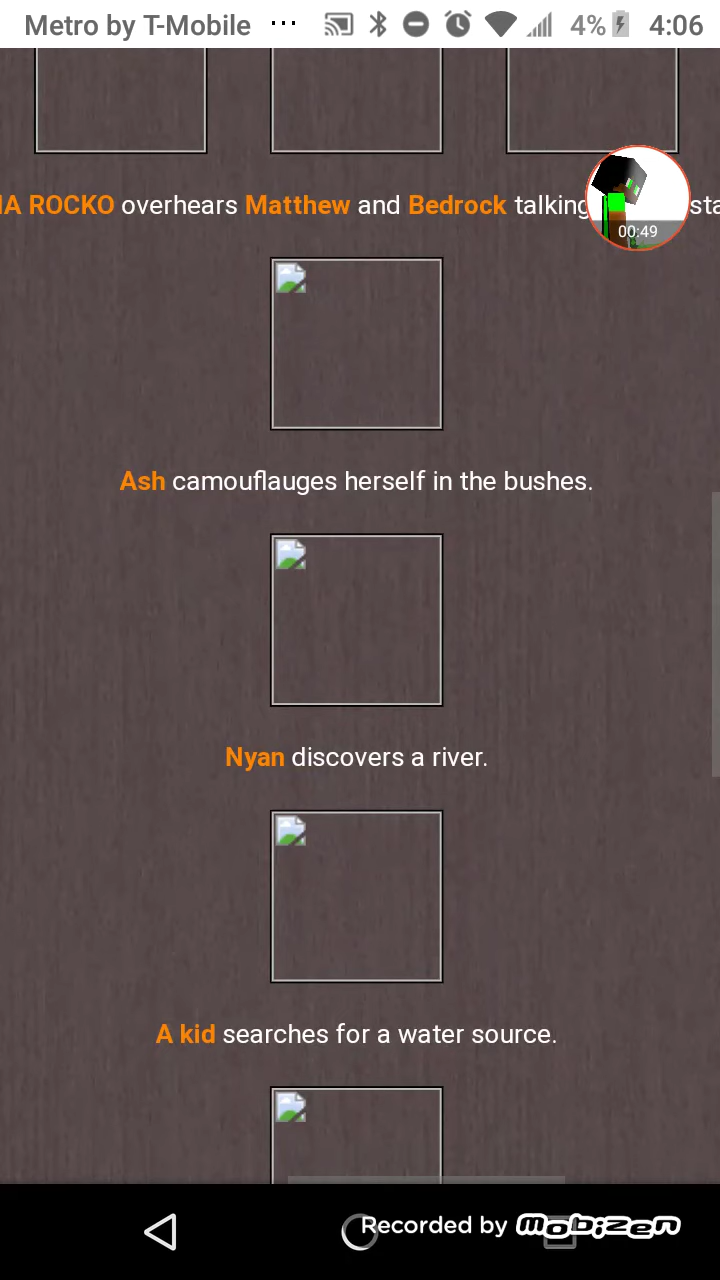 Metro by T-Mobile ... 4% 4:06
ROCKO overhears Matthew and Bedrock talking
00:49
Ash camouflauges herself in the bushes.
Nyan discovers a river.
A kid searches for a water source.
Recorded by mobizen